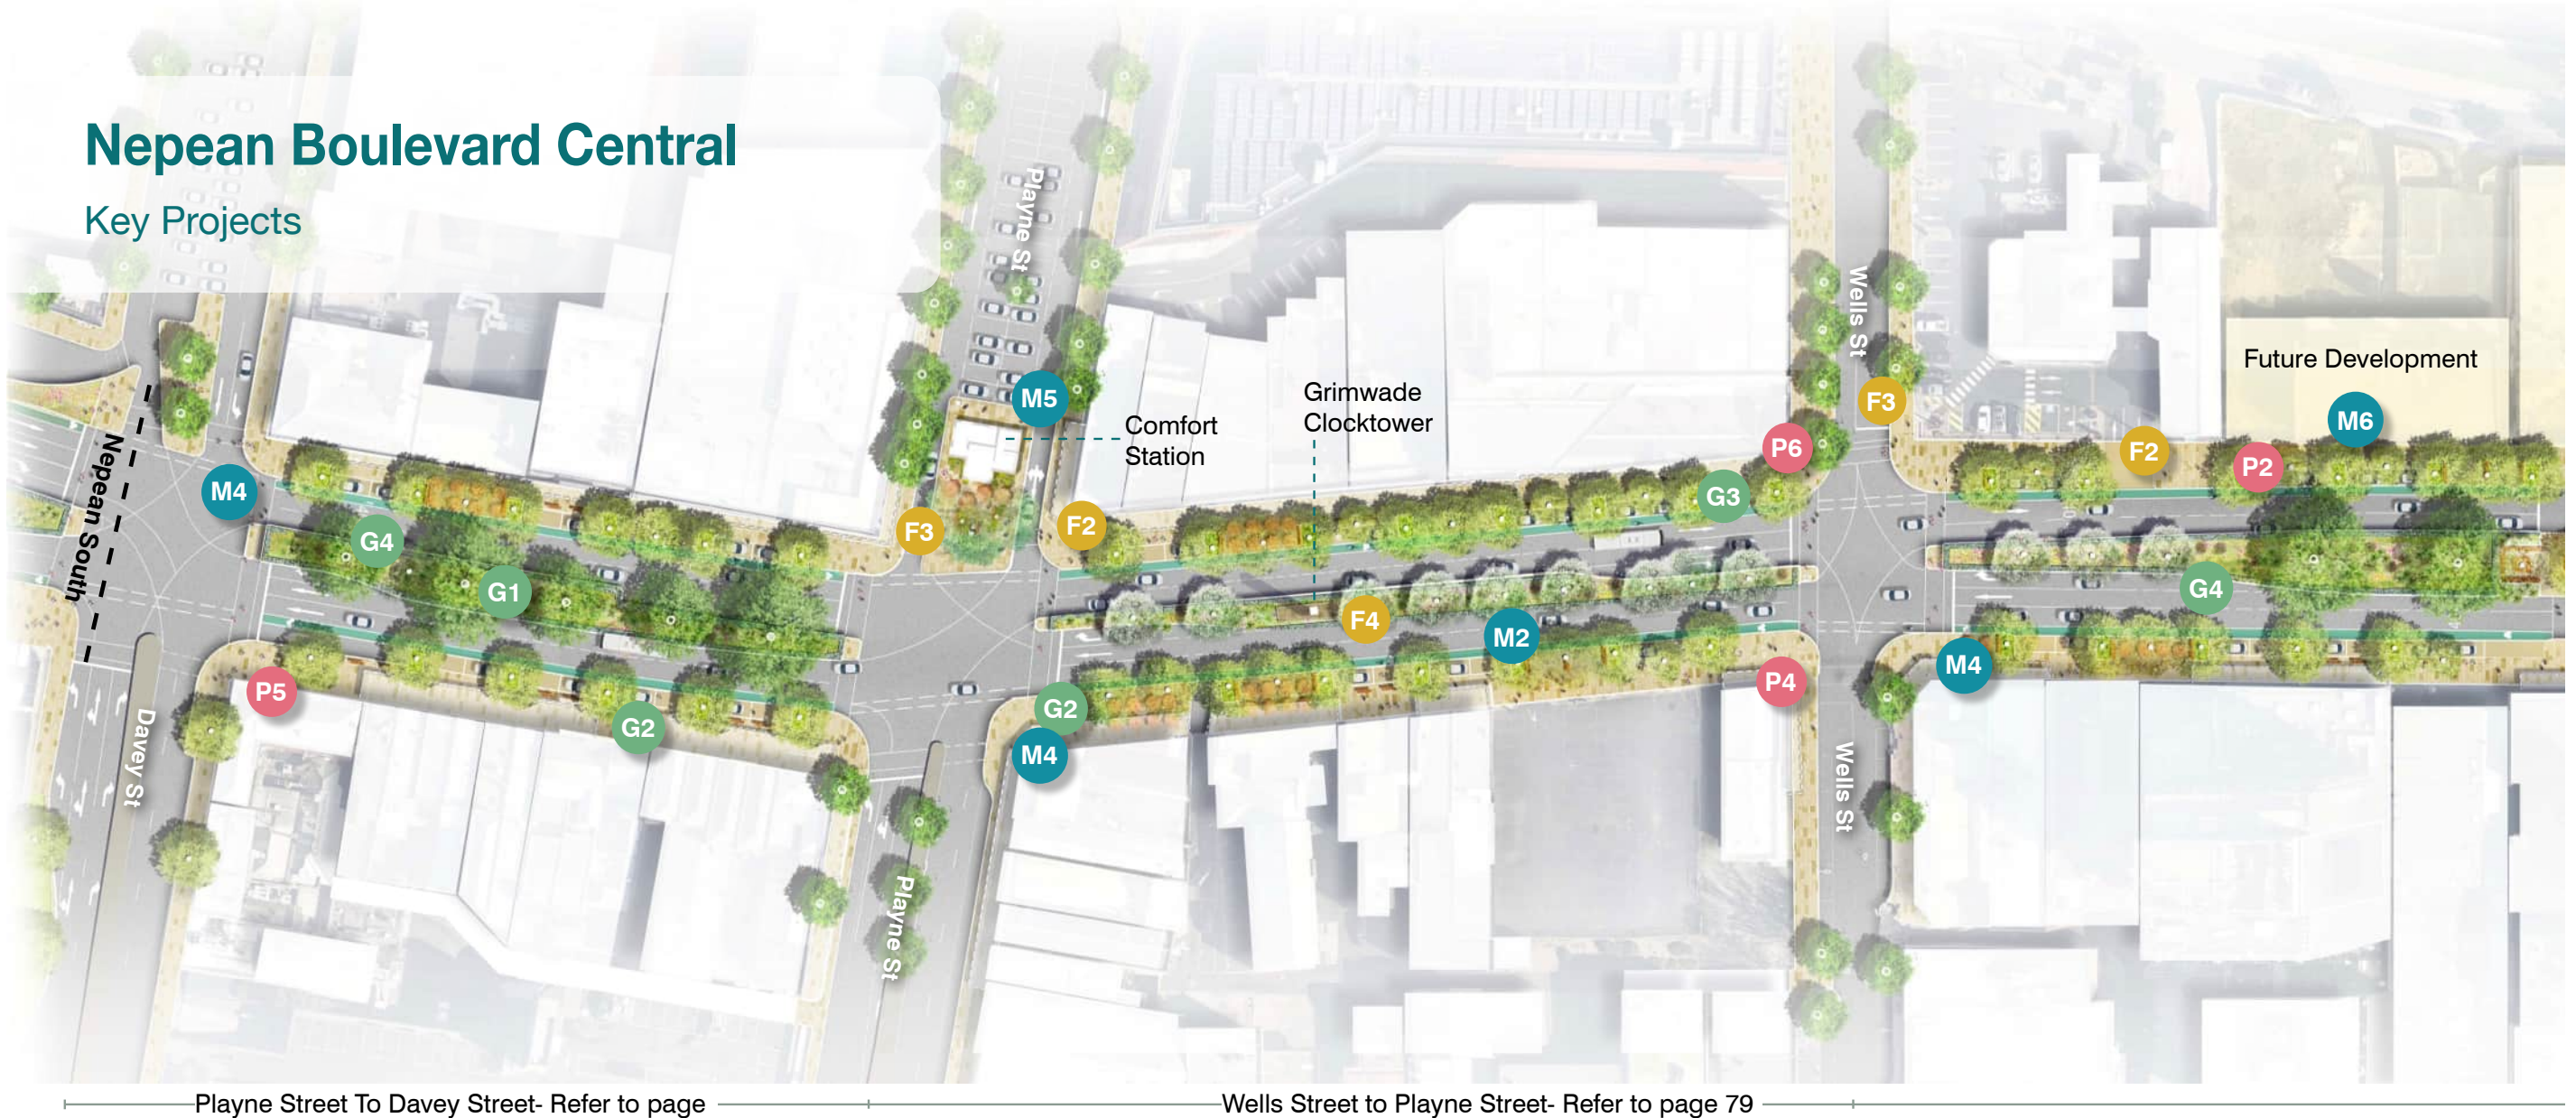 Nepean Boulevard Central
Key Projects
Playne St
Wells St
Future Development
M5
Grimwade
Clocktower
Comfort
Station
F3
M6
P6
F2
P2
Nepean South
M4
G4
G1
F3
F2
G3
F4
M2
G4
P5
G2
G2
M4
P4
M4
Davey St
Playne St
Wells St
Playne Street To Davey Street- Refer to page
Wells Street to Playne Street- Refer to page 79